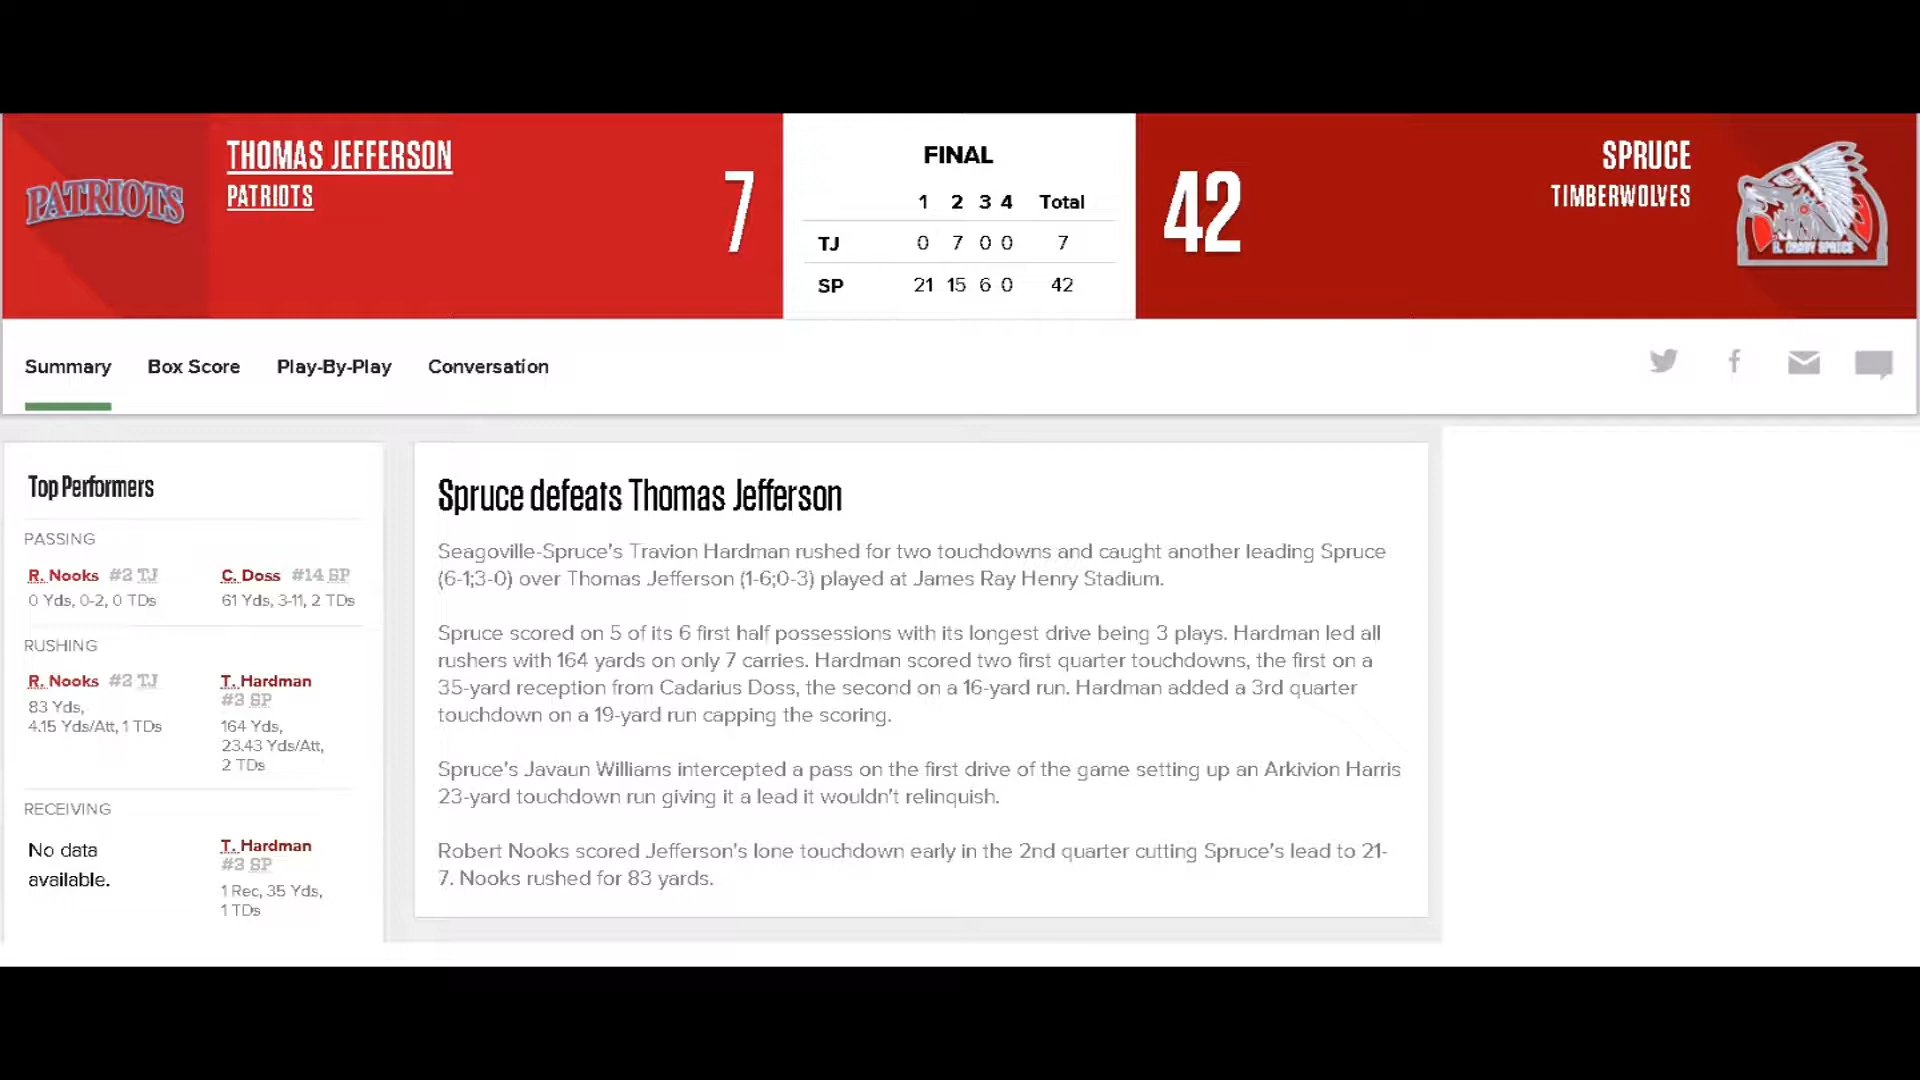 PATRIOTS
THOMAS JEFFERSON
PATRIOTS
7
FINAL
1 2 3 4 Total
TJ 0 7 0 0 7
SP 21 15 6 0 42
42
SPRUCE
TIMBERWOLVES
H. GRADY SPRUCE
Summary Box Score Play-By-Play Conversation
Top Performers
PASSING
R. Nooks #2 TJ
0 Yds, 0-2, 0 TDs
C. Doss #14 SP
61 Yds, 3-11, 2 TDs
RUSHING
R. Nooks #2 TJ
83 Yds,
4.15 Yds/Att, 1 TDs
T. Hardman
#3 SP
164 Yds,
23.43 Yds/Att,
2 TDs
RECEIVING
No data
available.
T. Hardman
#3 SP
1 Rec, 35 Yds,
1 TDs
Spruce defeats Thomas Jefferson
Seagoville-Spruce's Travion Hardman rushed for two touchdowns and caught another leading Spruce
(6-1;3-0) over Thomas Jefferson (1-6;0-3) played at James Ray Henry Stadium.
Spruce scored on 5 of its 6 first half possessions with its longest drive being 3 plays. Hardman led all
rushers with 164 yards on only 7 carries. Hardman scored two first quarter touchdowns, the first on a
35-yard reception from Cadarius Doss, the second on a 16-yard run. Hardman added a 3rd quarter
touchdown on a 19-yard run capping the scoring.
Spruce's Javaun Williams intercepted a pass on the first drive of the game setting up an Arkivion Harris
23-yard touchdown run giving it a lead it wouldn't relinquish.
Robert Nooks scored Jefferson's lone touchdown early in the 2nd quarter cutting Spruce's lead to 21-
7. Nooks rushed for 83 yards.